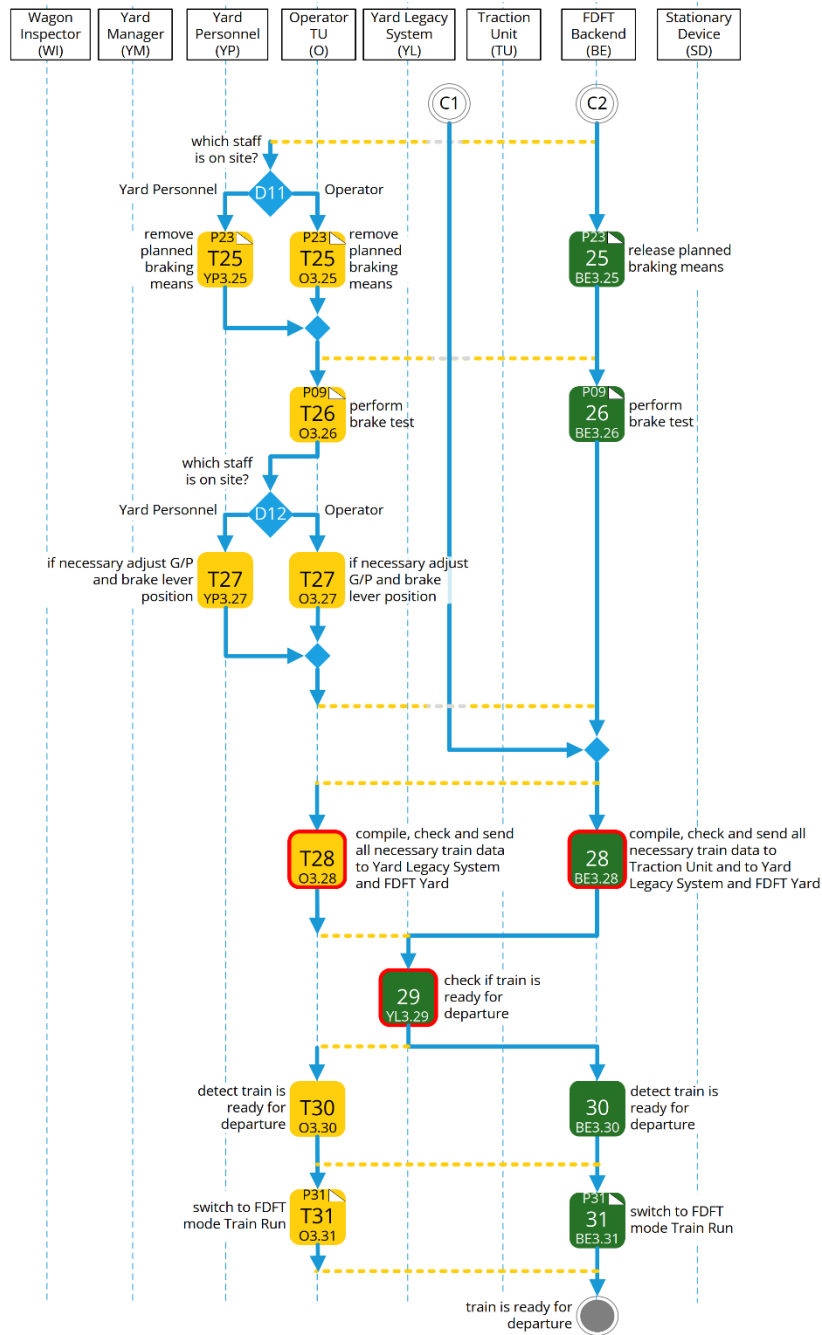 Wagon
Inspector
(WI)
Yard
Manager
(YM)
Yard
Personnel
(YP)
Operator
TU
(O)
Yard Legacy
System
(YL)
Traction
Unit
(TU)
FDFT
Backend
(BE)
Stationary
Device
(SD)
C1
C2
which staff
is on site?
Yard Personnel
D11
Operator
remove
planned
braking
means
P23
T25
YP3.25
P23
T25
O3.25
remove
planned
braking
means
P23
25
BE3.25
release planned
braking means
P09
T26
O3.26
perform
brake test
P09
26
BE3.26
perform
brake test
which staff
is on site?
Yard Personnel
D12
Operator
if necessary adjust G/P
and brake lever
position
T27
YP3.27
T27
O3.27
if necessary adjust
G/P and brake
lever position
T28
O3.28
compile, check and send
all necessary train data
to Yard Legacy System
and FDFT Yard
28
BE3.28
compile, check and send all
necessary train data to
Traction Unit and to Yard
Legacy System and FDFT Yard
29
YL3.29
check if train is
ready for
departure
detect train is
ready for
departure
T30
O3.30
30
BE3.30
detect train is
ready for
departure
switch to FDFT
mode Train Run
P31
T31
O3.31
P31
31
BE3.31
switch to FDFT
mode Train Run
train is ready for
departure